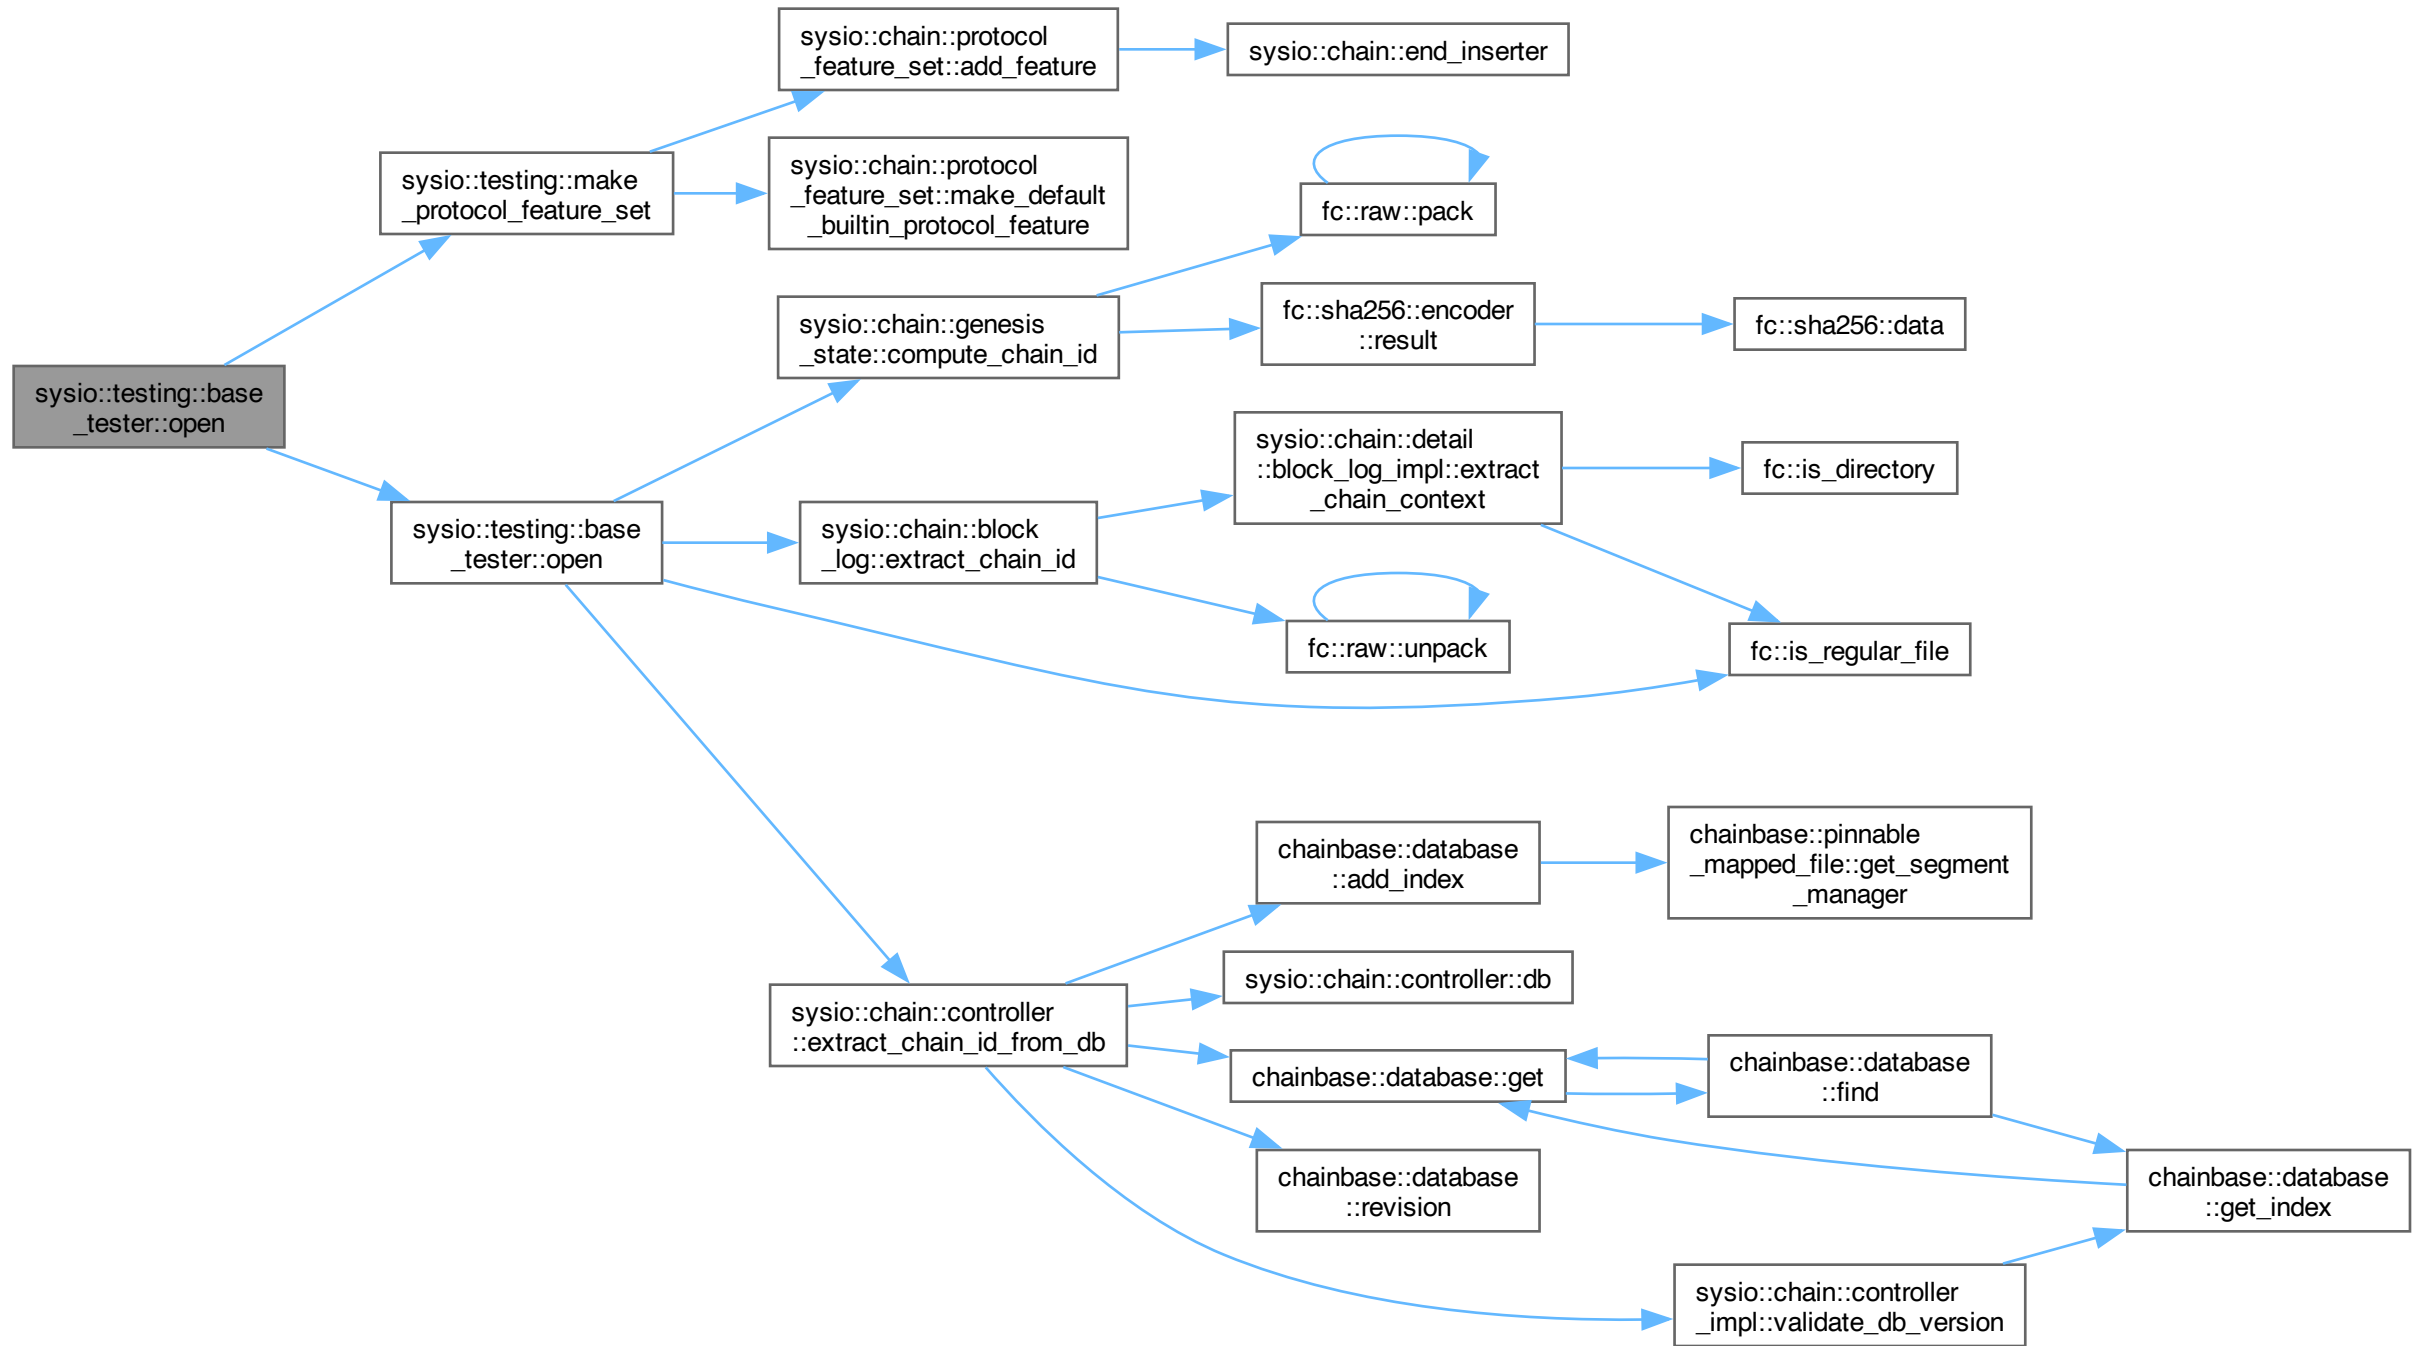 sysio::testing::base
_tester::open
sysio::testing::make
_protocol_feature_set
sysio::chain::protocol
_feature_set::add_feature
sysio::chain::end_inserter
sysio::chain::protocol
_feature_set::make_default
_builtin_protocol_feature
sysio::testing::base
_tester::open
sysio::chain::genesis
_state::compute_chain_id
fc::raw::pack
fc::sha256::encoder
::result
fc::sha256::data
sysio::chain::block
_log::extract_chain_id
sysio::chain::detail
::block_log_impl::extract
_chain_context
fc::is_directory
fc::is_regular_file
fc::raw::unpack
sysio::chain::controller
::extract_chain_id_from_db
chainbase::database
::add_index
chainbase::pinnable
_mapped_file::get_segment
_manager
sysio::chain::controller::db
chainbase::database::get
chainbase::database
::find
chainbase::database
::get_index
chainbase::database
::revision
sysio::chain::controller
_impl::validate_db_version